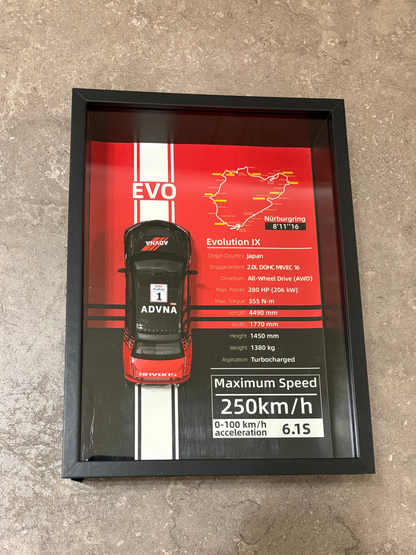 EVO
Nürburgring
8'11''16
Evolution IX
Origin Country Japan
Displacement 2.0L DOHC MIVEC 16
Drivetrain All-Wheel Drive (AWD)
Max. Power 280 HP (206 kW)
Max. Torque 355 N·m
Length 4490 mm
Width 1770 mm
Height 1450 mm
Weight 1380 kg
Aspiration Turbocharged
ADVNA
1
ADVNA
ADVNA
Maximum Speed
250km/h
0-100 km/h
acceleration 6.1S